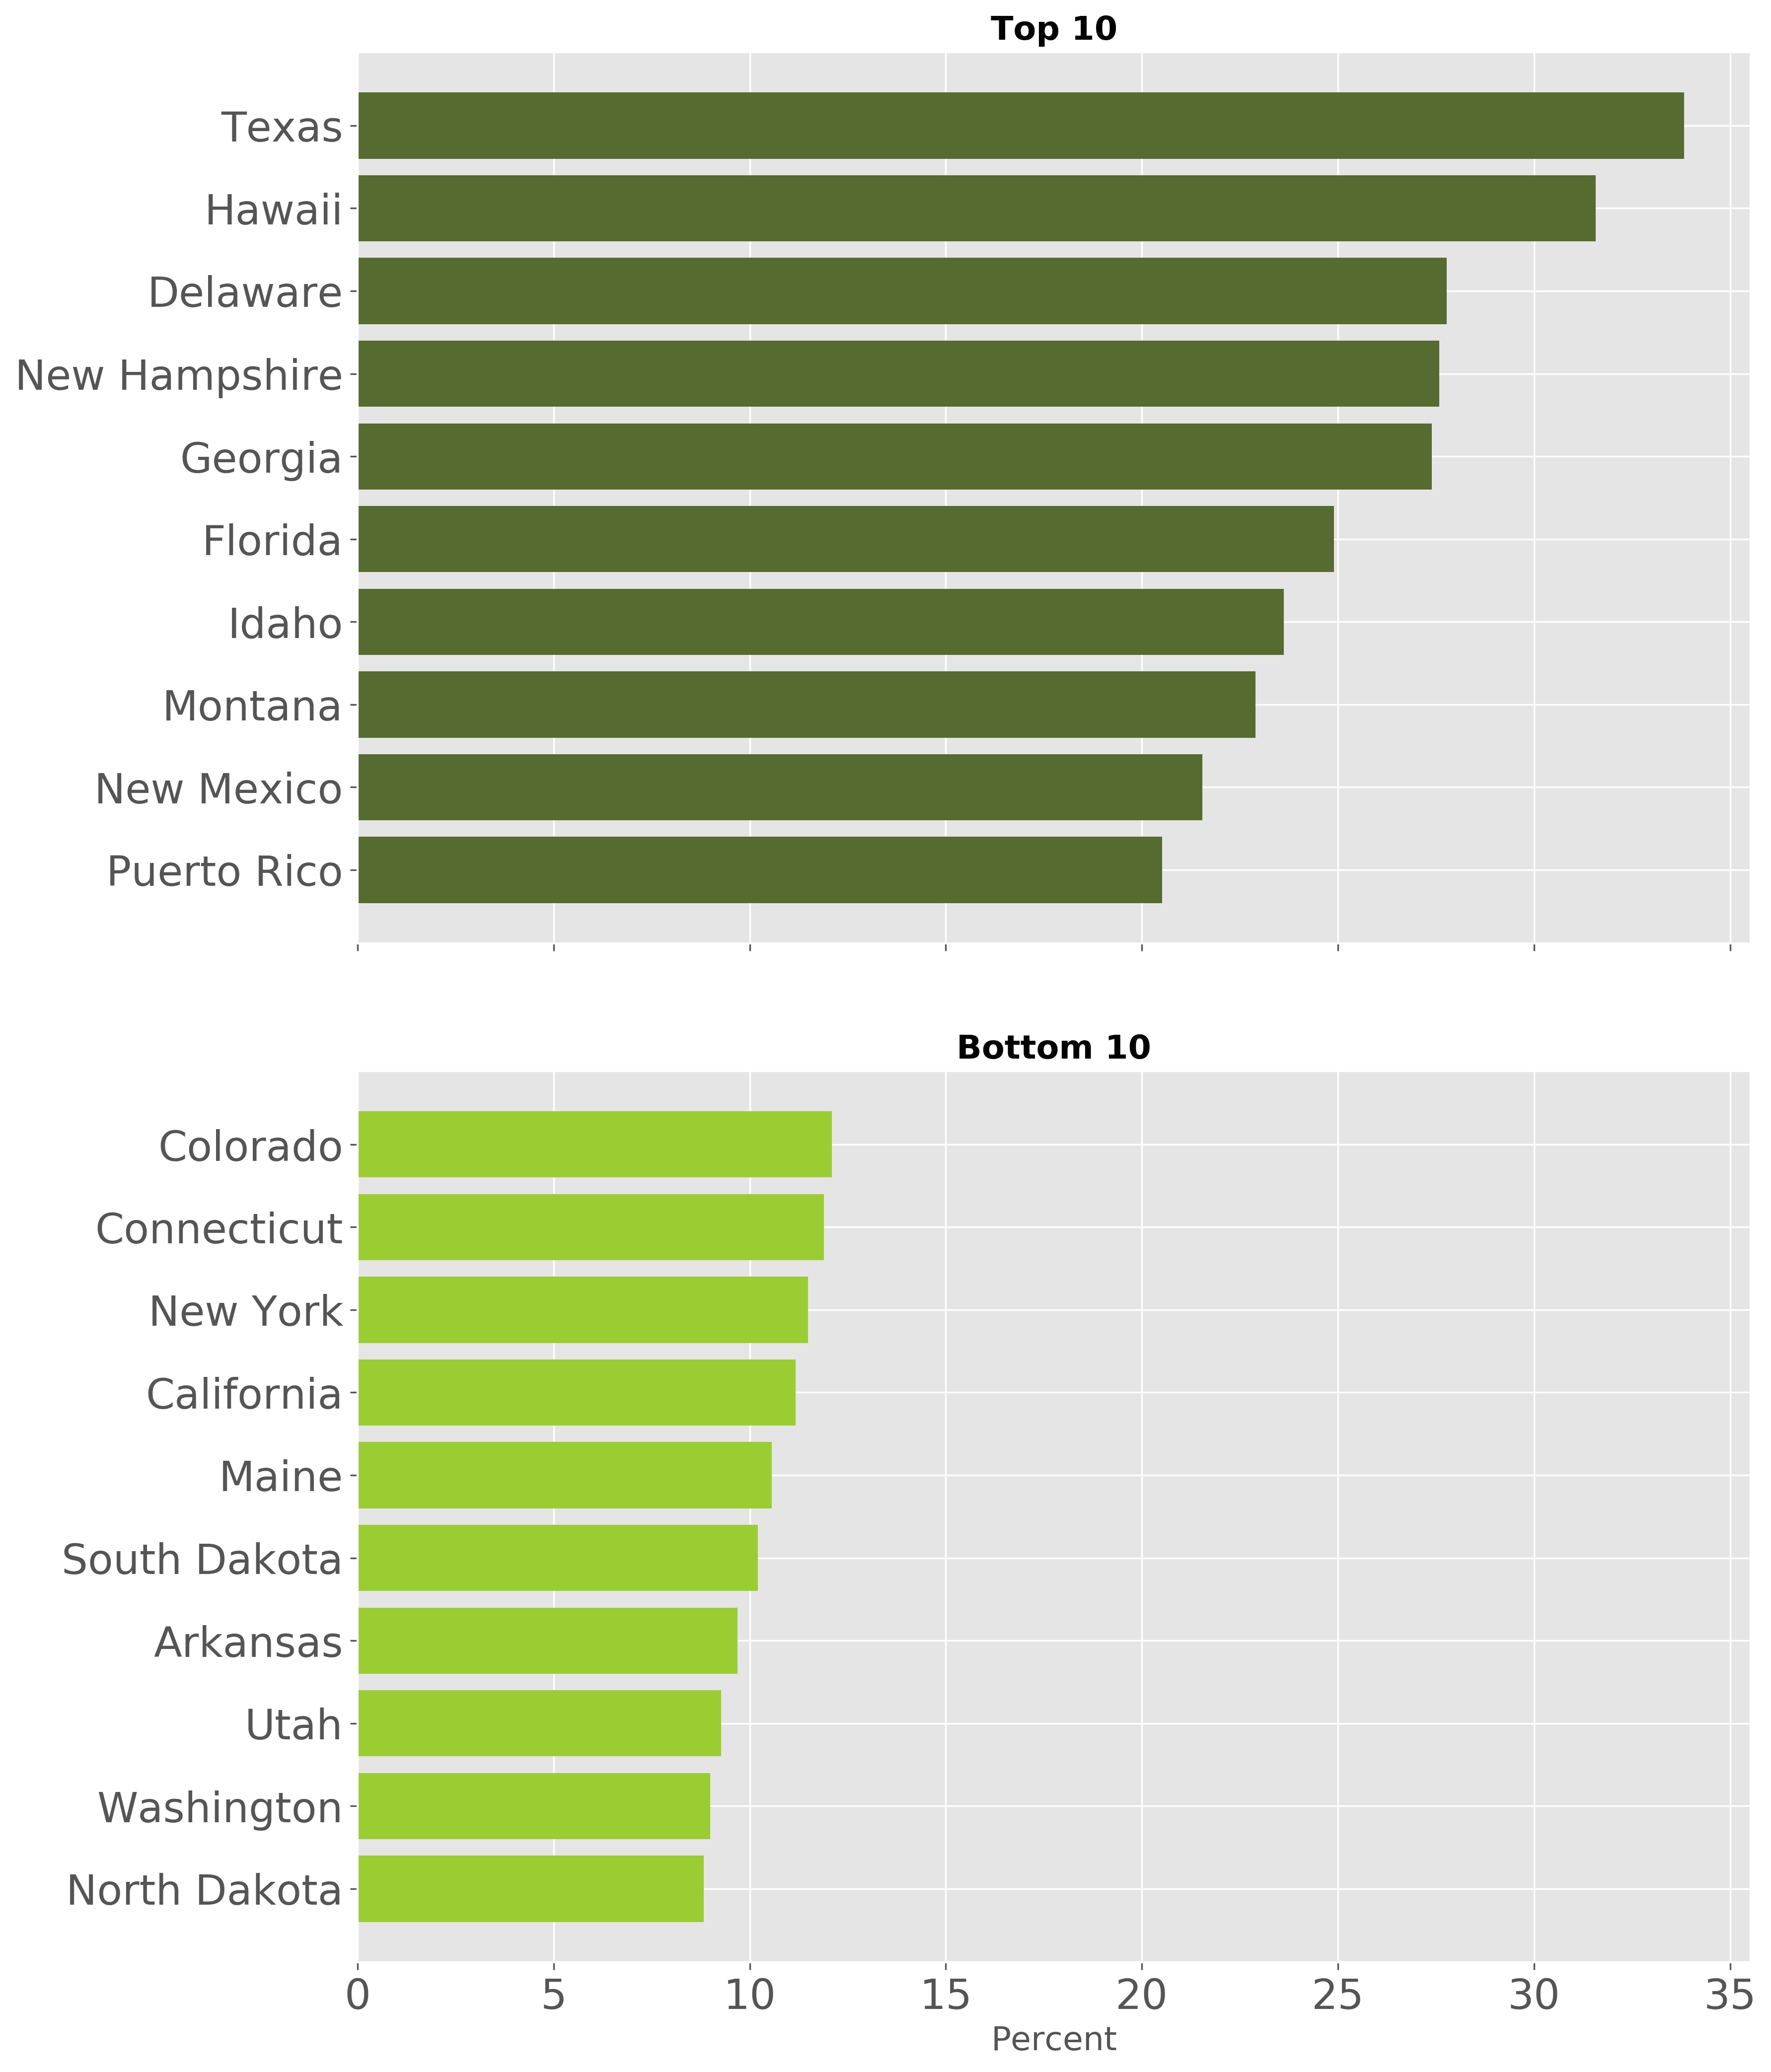 Top 10
Texas
Hawaii
Delaware
New Hampshire
Georgia
Florida
Idaho
Montana
New Mexico
Puerto Rico
Bottom 10
Colorado
Connecticut
New York
California
Maine
South Dakota
Arkansas
Utah
Washington
North Dakota
0 5 10 15 20 25 30 35
Percent